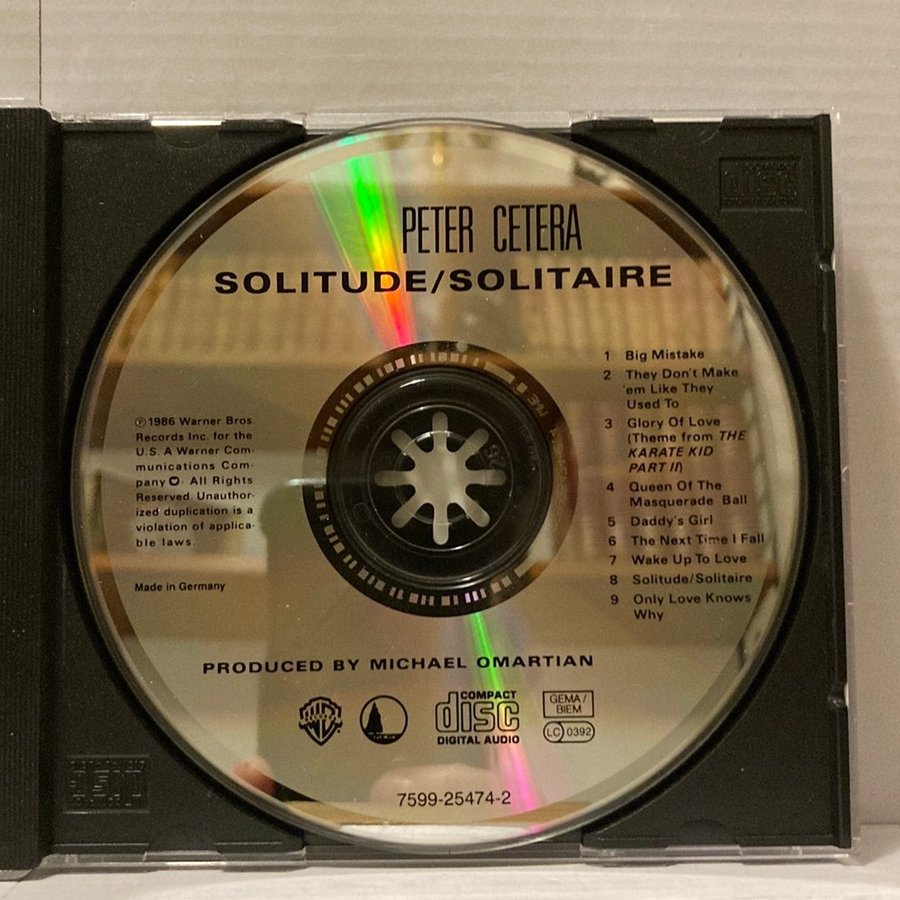 PETER CETERA
SOLITUDE/SOLITAIRE
1 Big Mistake
2 They Don't Make
'em Like They
Used To
3 Glory Of Love
(Theme from THE
KARATE KID
PART II)
4 Queen Of The
Masquerade Ball
5 Daddy's Girl
6 The Next Time I Fall
7 Wake Up To Love
8 Solitude/Solitaire
9 Only Love Knows
Why
℗ 1986 Warner Bros.
Records Inc. for the
U.S. A Warner Com-
munications Com-
pany. All Rights
Reserved. Unauthor-
ized duplication is a
violation of applica-
ble laws.
Made in Germany
PRODUCED BY MICHAEL OMARTIAN
COMPACT
disc
DIGITAL AUDIO
GEMA/
BIEM
LC 0392
7599-25474-2